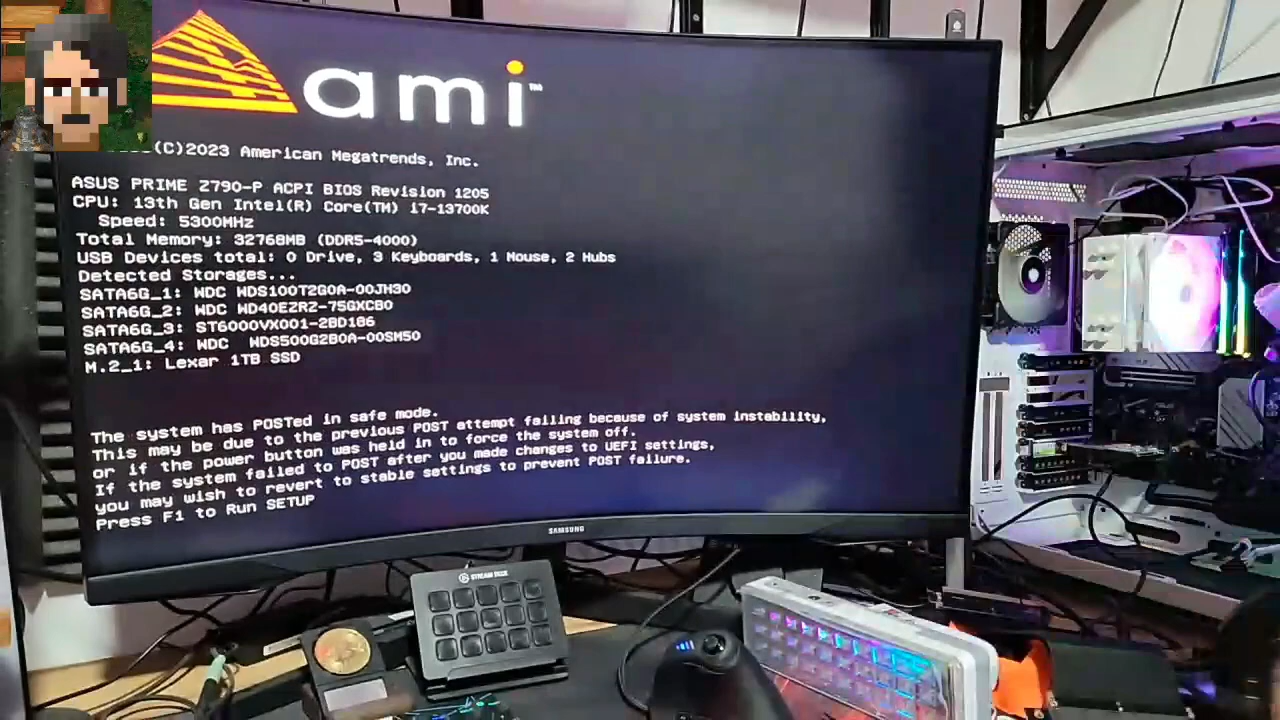 ami™
(C)2023 American Megatrends, Inc.
ASUS PRIME Z790-P ACPI BIOS Revision 1205
CPU: 13th Gen Intel(R) Core(TM) i7-13700K
Speed: 5300MHz
Total Memory: 32768MB (DDR5-4000)
USB Devices total: 0 Drive, 3 Keyboards, 1 Mouse, 2 Hubs
Detected Storages...
SATA6G_1: WDC WDS100T2G0A-00JH30
SATA6G_2: WDC WD40EZRZ-75GXCB0
SATA6G_3: ST6000VX001-2BD186
SATA6G_4: WDC WDS500G2B0A-00SM50
M.2_1: Lexar 1TB SSD
The system has POSTed in safe mode.
This may be due to the previous POST attempt failing because of system instability,
or if the power button was held in to force the system off.
If the system failed to POST after you made changes to UEFI settings,
you may wish to revert to stable settings to prevent POST failure.
Press F1 to Run SETUP
SAMSUNG
STREAM DECK